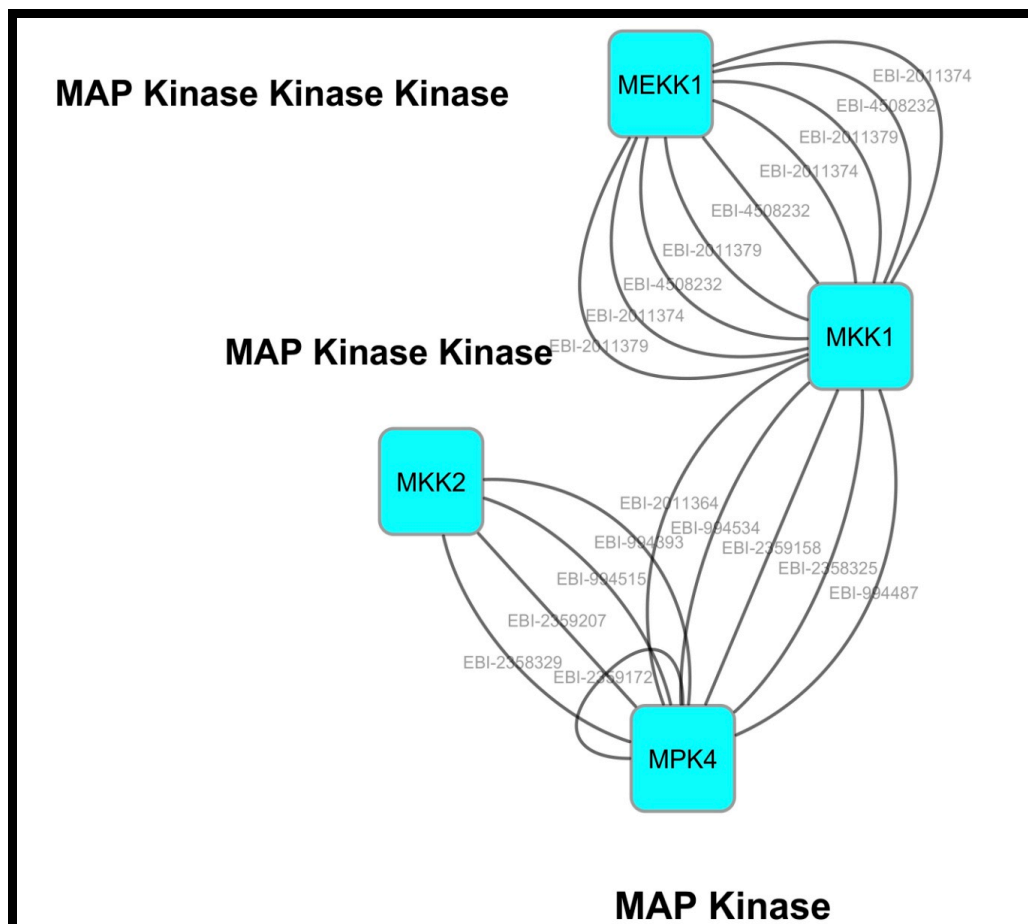 MEKK1
MAP Kinase Kinase Kinase
EBI-2011374
EBI-4508232
EBI-2011379
EBI-2011374
EBI-4508232
EBI-2011379
EBI-4508232
EBI-2011374
EBI-2011379
MKK1
MAP Kinase Kinase
MKK2
EBI-2011364
EBI-994534
EBI-994393
EBI-2359158
EBI-2358325
EBI-994515
EBI-994487
EBI-2359207
EBI-2358329
EBI-2359172
MPK4
MAP Kinase